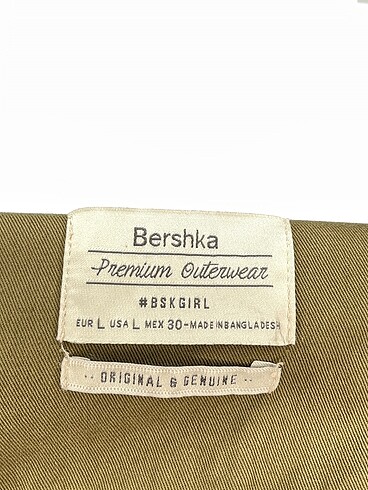 Bershka
Premium Outerwear
#BSKGIRL
EUR L USA L MEX 30-MADE IN BANGLADESH
·· ORIGINAL & GENUINE ··